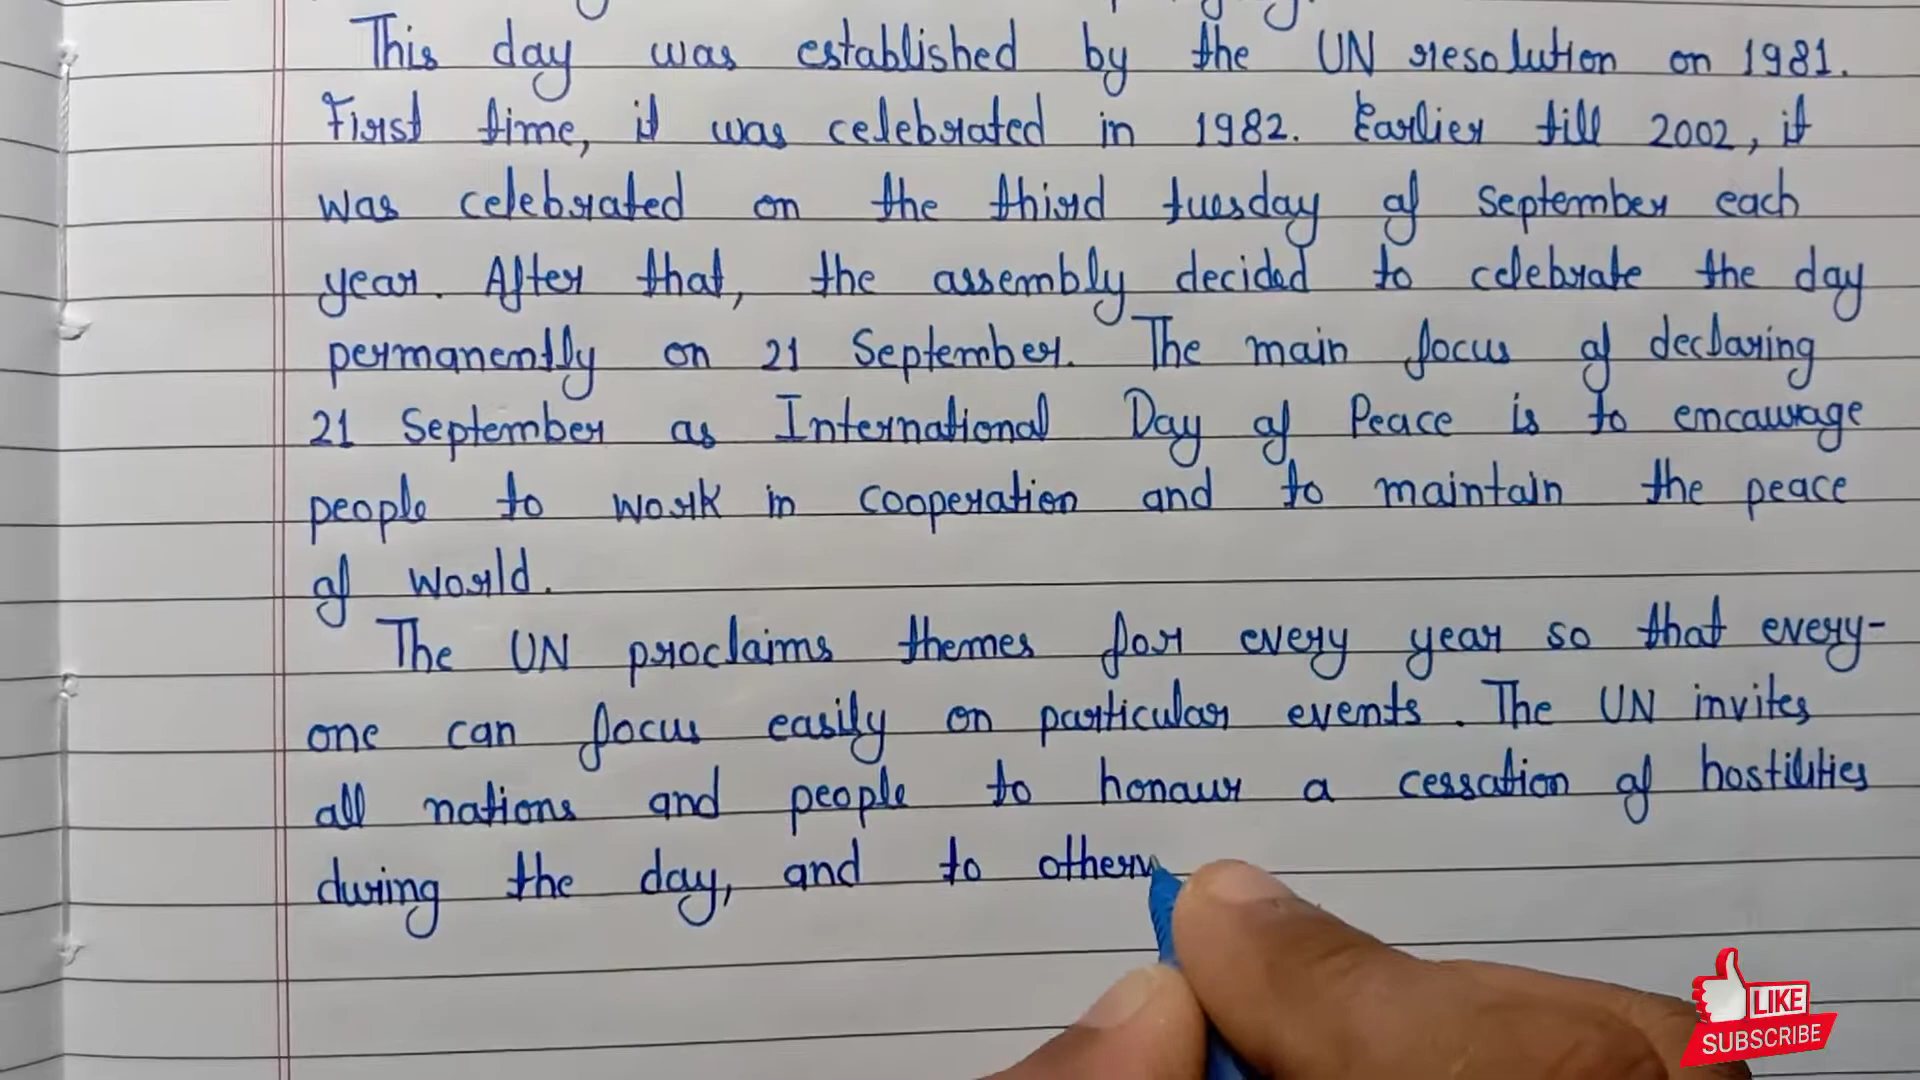 This day was established by the UN resolution on 1981.
First time, it was celebrated in 1982. Earlier till 2002, it
was celebrated on the third tuesday of September each
year. After that, the assembly decided to celebrate the day
permanently on 21 September. The main focus of declaring
21 September as International Day of Peace is to encourage
people to work in cooperation and to maintain the peace
of world.
The UN proclaims themes for every year so that every-
one can focus easily on particular events. The UN invites
all nations and people to honour a cessation of hostilities
during the day, and to otherw
LIKE
SUBSCRIBE